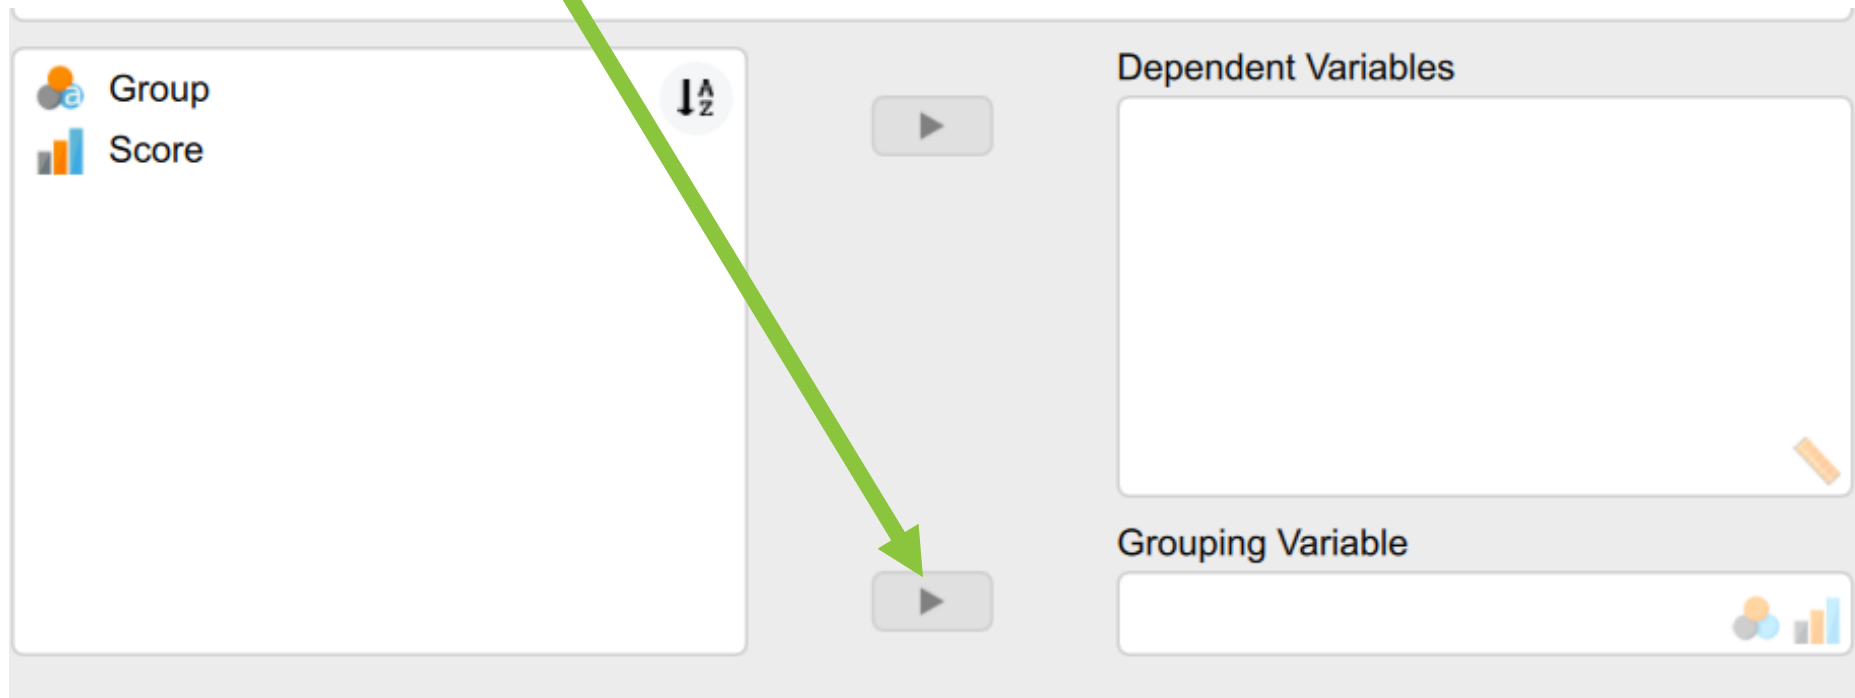 Group
Score
A
Z
Dependent Variables
Grouping Variable